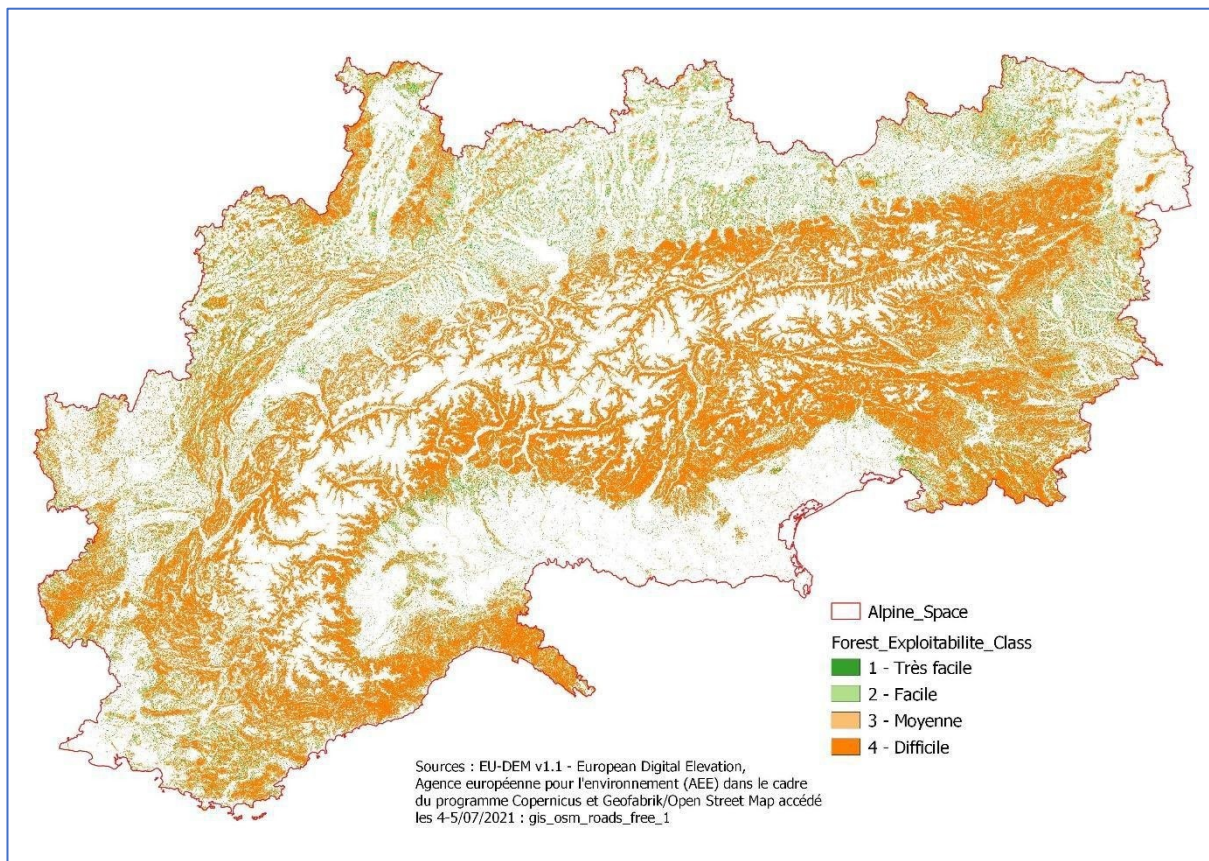 Alpine_Space
Forest_Exploitabilite_Class
1 - Très facile
2 - Facile
3 - Moyenne
4 - Difficile
Sources : EU-DEM v1.1 - European Digital Elevation,
Agence européenne pour l'environnement (AEE) dans le cadre
du programme Copernicus et Geofabrik/Open Street Map accédé
les 4-5/07/2021 : gis_osm_roads_free_1